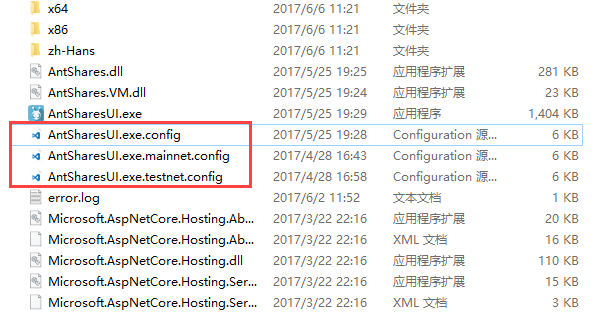 x64 2017/6/6 11:21 文件夹
x86 2017/6/6 11:21 文件夹
zh-Hans 2017/6/6 11:21 文件夹
AntShares.dll 2017/5/25 19:25 应用程序扩展 281 KB
AntShares.VM.dll 2017/5/25 19:24 应用程序扩展 23 KB
AntSharesUI.exe 2017/5/25 19:29 应用程序 1,404 KB
AntSharesUI.exe.config 2017/5/25 19:28 Configuration 源... 6 KB
AntSharesUI.exe.mainnet.config 2017/4/28 16:43 Configuration 源... 6 KB
AntSharesUI.exe.testnet.config 2017/4/28 16:58 Configuration 源... 6 KB
error.log 2017/6/2 11:52 文本文档 1 KB
Microsoft.AspNetCore.Hosting.Ab... 2017/3/22 22:16 应用程序扩展 20 KB
Microsoft.AspNetCore.Hosting.Ab... 2017/3/22 22:16 XML 文档 16 KB
Microsoft.AspNetCore.Hosting.dll 2017/3/22 22:16 应用程序扩展 110 KB
Microsoft.AspNetCore.Hosting.Ser... 2017/3/22 22:16 应用程序扩展 15 KB
Microsoft.AspNetCore.Hosting.Ser... 2017/3/22 22:16 XML 文档 3 KB